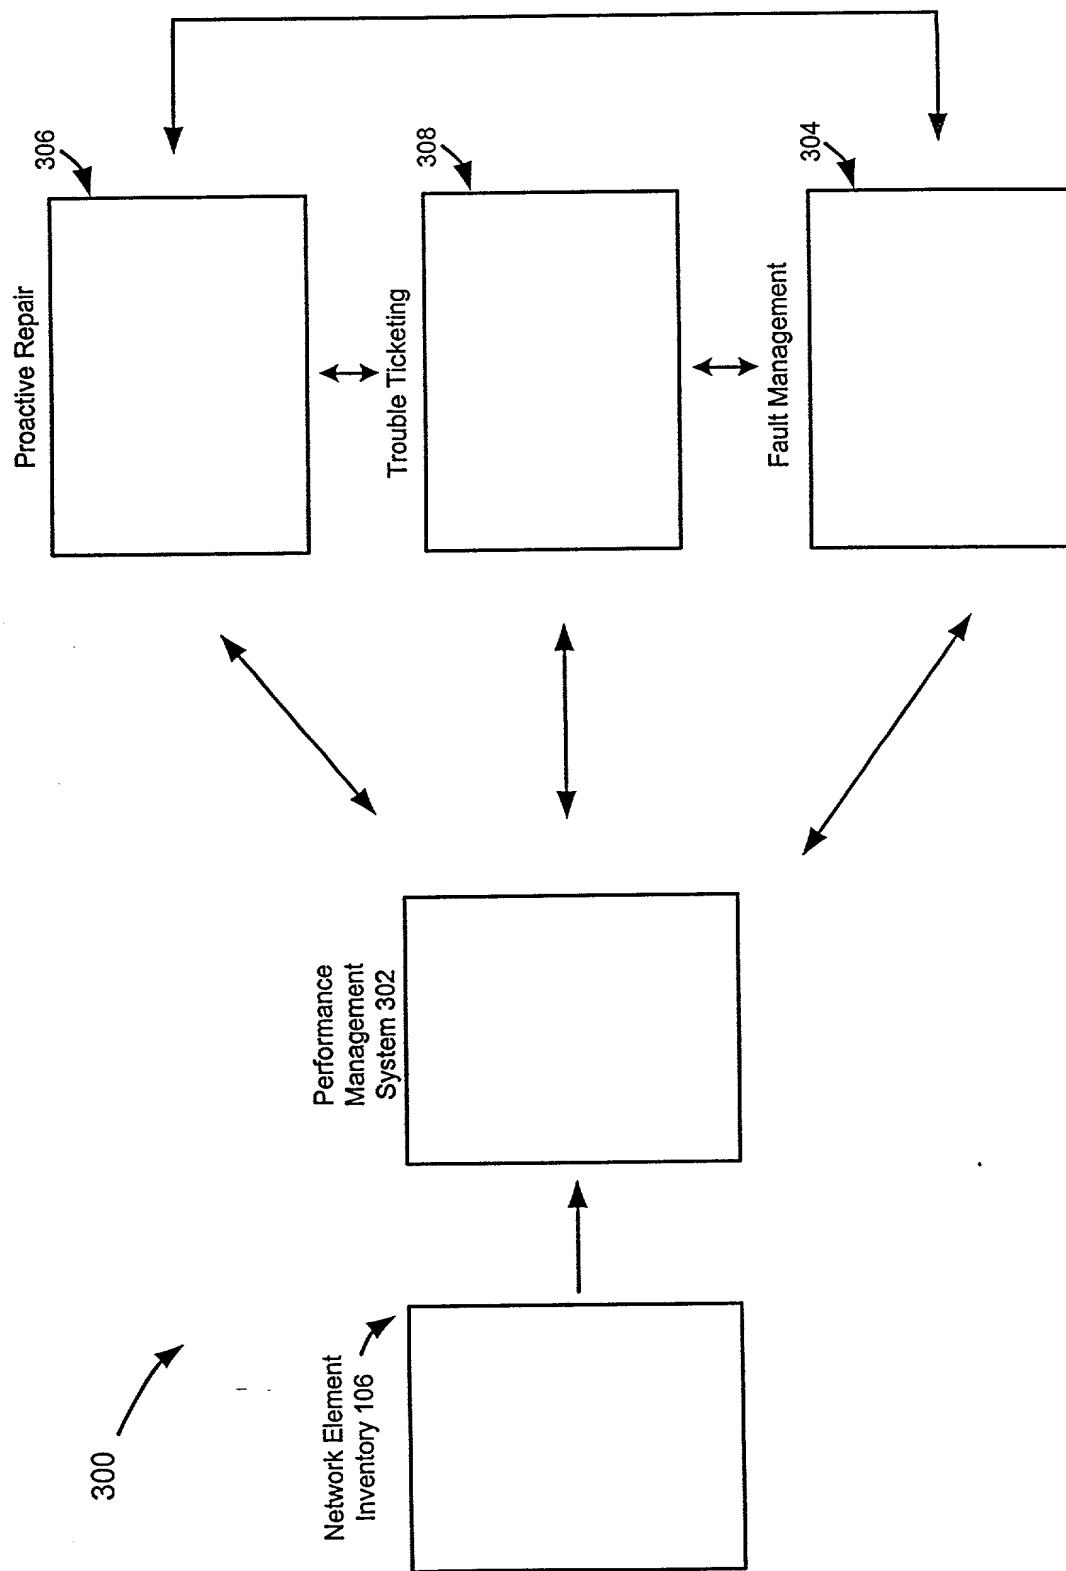 300
Network Element
Inventory 106
Performance
Management
System 302
Proactive Repair
306
Trouble Ticketing
308
Fault Management
304